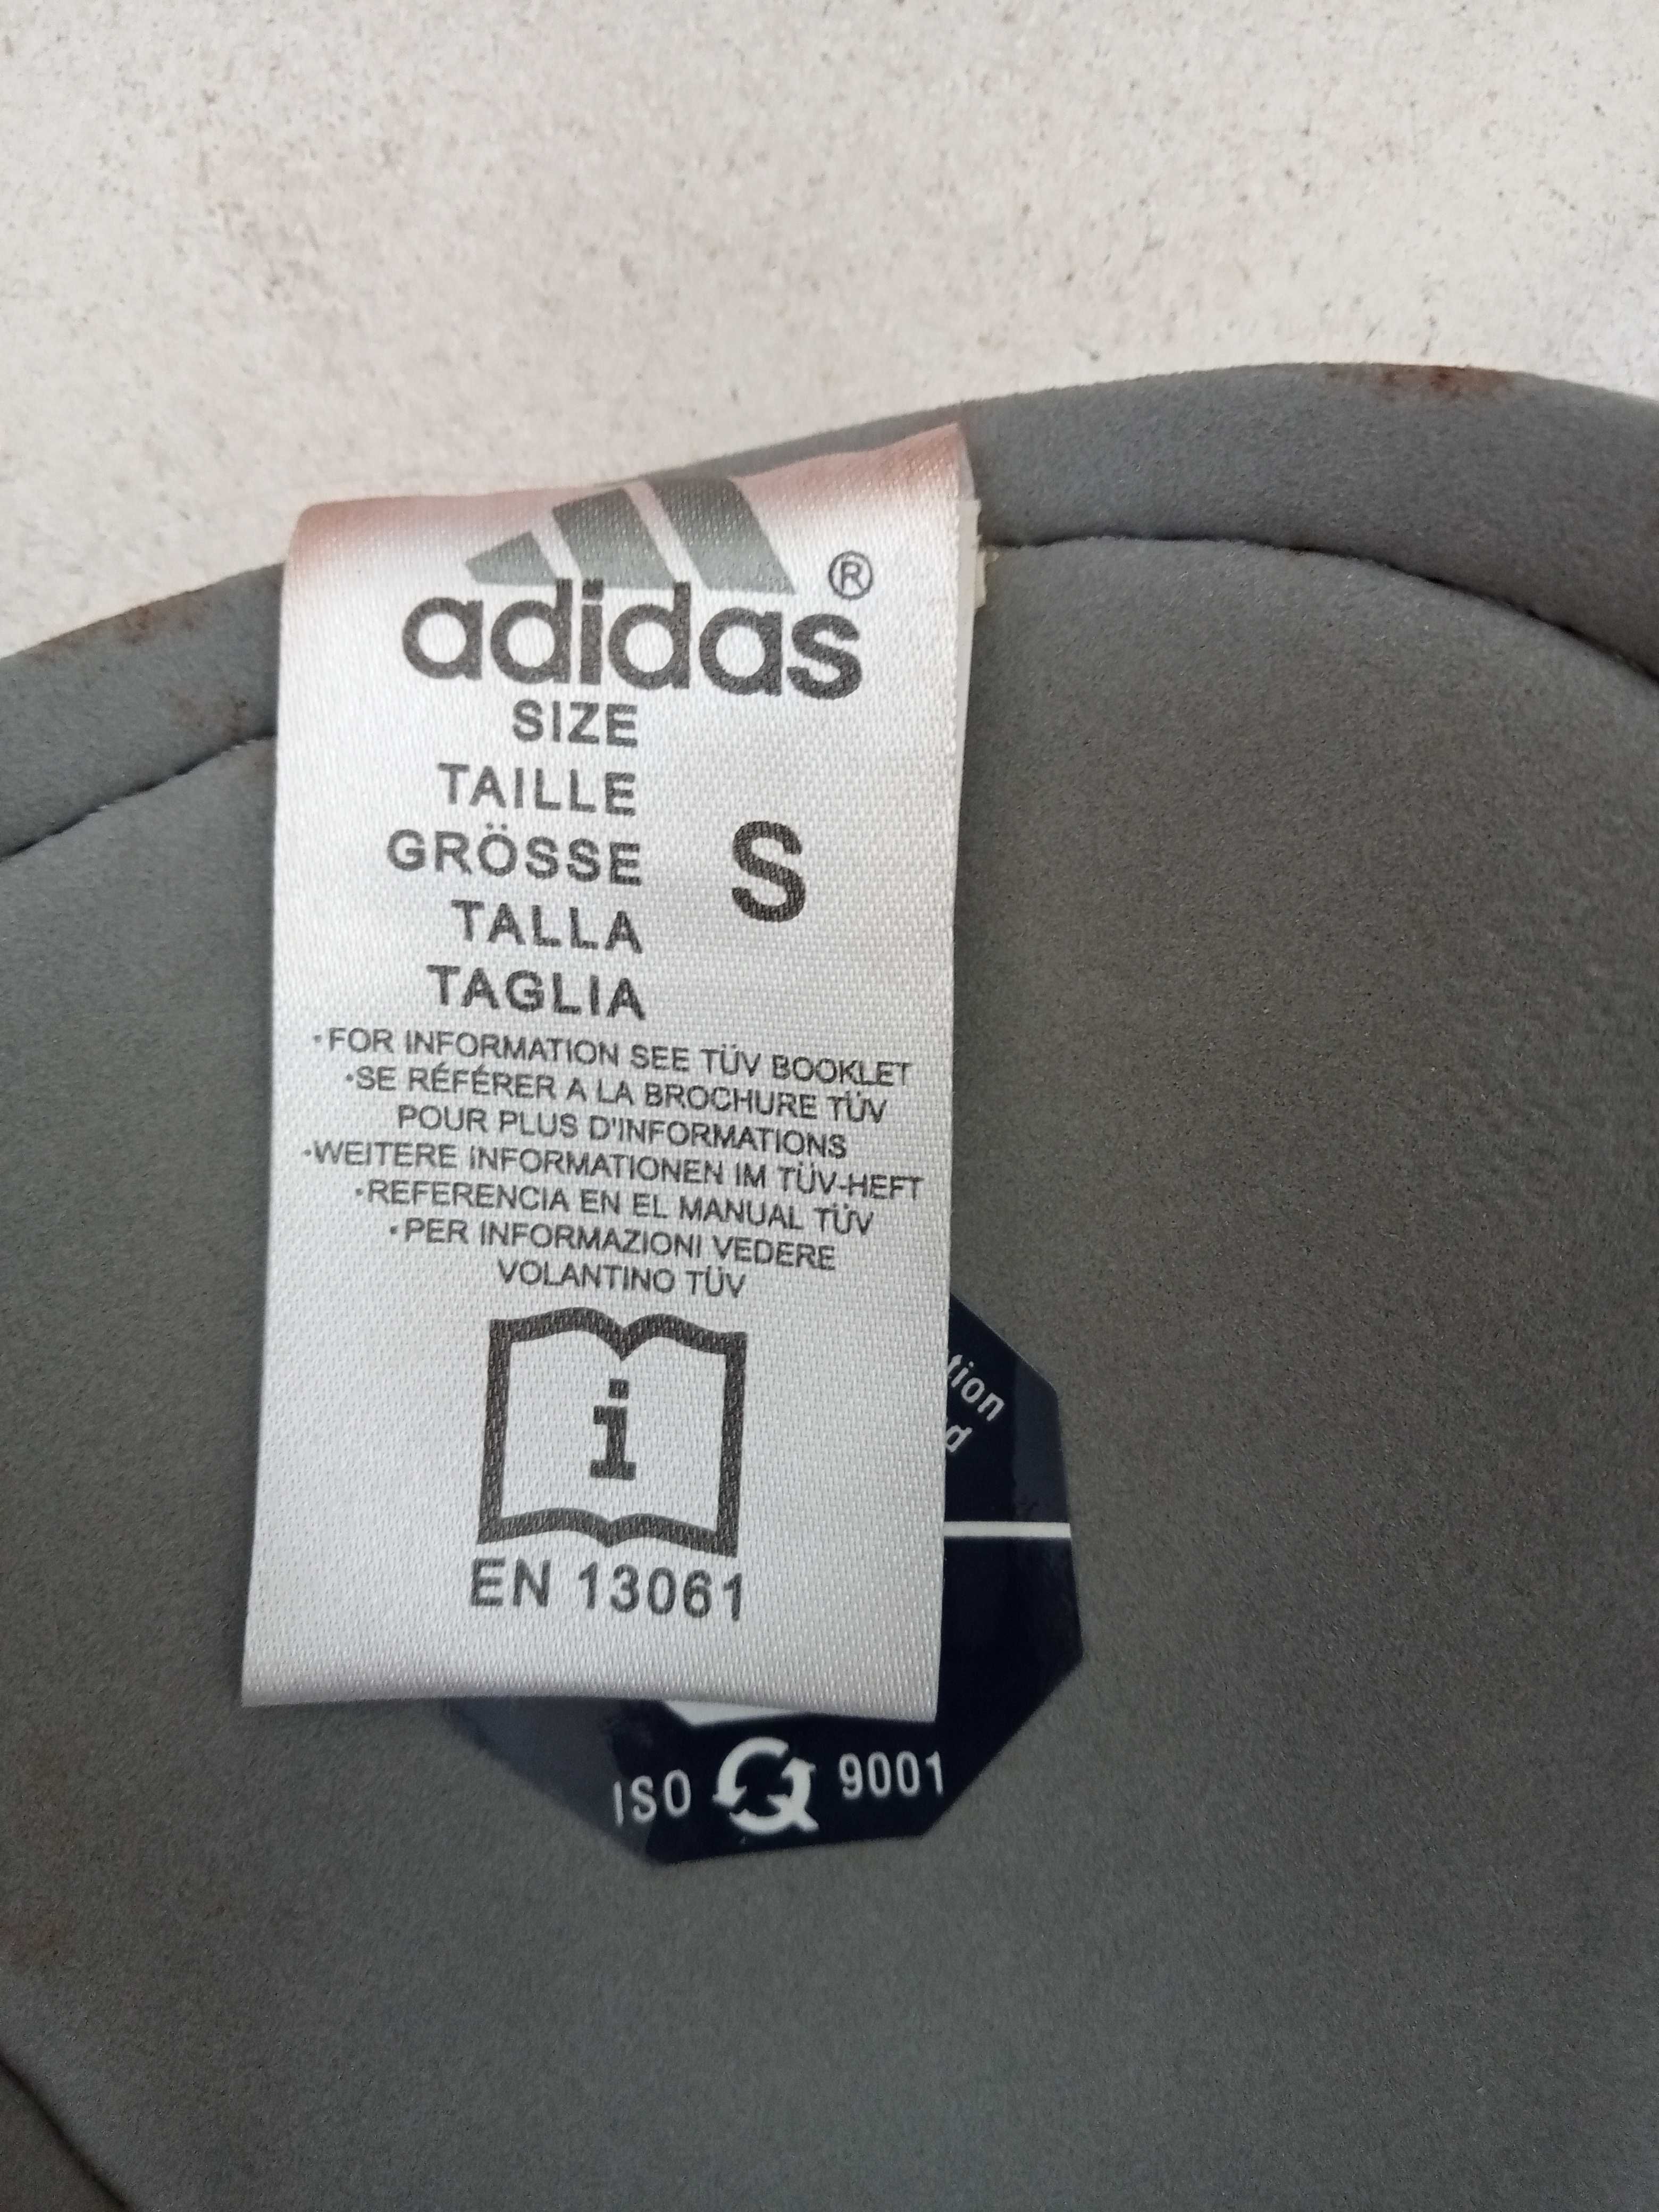 adidas®
SIZE
TAILLE
GRÖSSE
TALLA
TAGLIA
S
·FOR INFORMATION SEE TÜV BOOKLET
·SE RÉFÉRER A LA BROCHURE TÜV
POUR PLUS D'INFORMATIONS
·WEITERE INFORMATIONEN IM TÜV-HEFT
·REFERENCIA EN EL MANUAL TÜV
·PER INFORMAZIONI VEDERE
VOLANTINO TÜV
i
EN 13061
ISO 9001